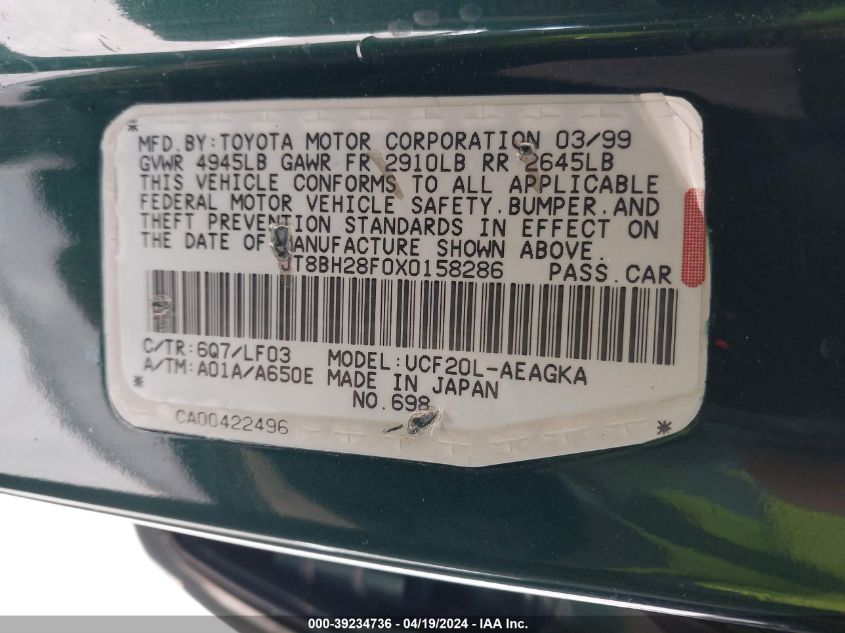 MFD.BY:TOYOTA MOTOR CORPORATION 03/99
GVWR 4945LB GAWR FR 2910LB RR 2645LB
THIS VEHICLE CONFORMS TO ALL APPLICABLE
FEDERAL MOTOR VEHICLE SAFETY.BUMPER.AND
THEFT PREVENTION STANDARDS IN EFFECT ON
THE DATE OF MANUFACTURE SHOWN ABOVE.
JT8BH28F0X0158286 PASS.CAR
C/TR:6Q7/LF03 MODEL:UCF20L-AEAGKA
A/TM:A01A/A650E MADE IN JAPAN
NO.698
CA00422496
000-39234736 - 04/19/2024 - IAA Inc.